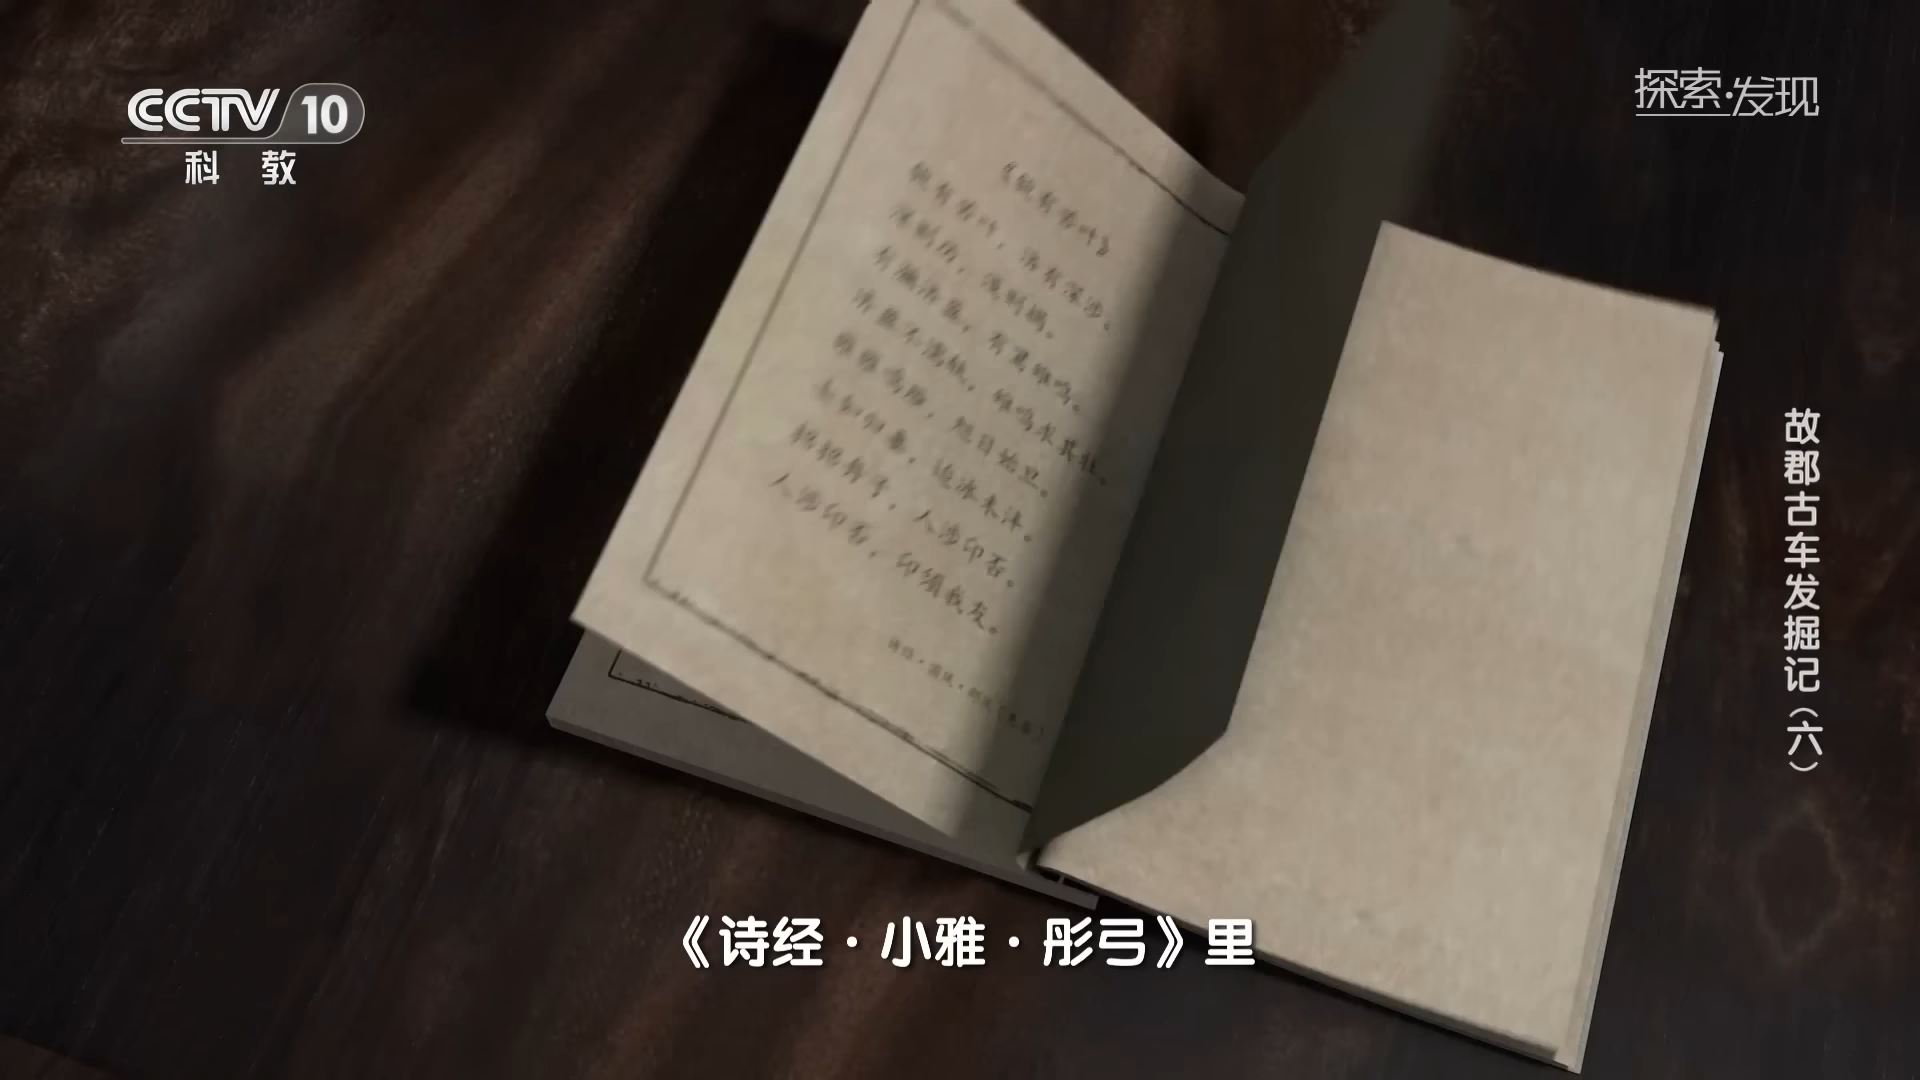 CCTV 10
科 教
探索·发现
故郡古车发掘记(六)
《匏有苦叶》
匏有苦叶，济有深涉。
深则厉，浅则揭。
有瀰济盈，有鷕雉鸣。
济盈不濡轨，雉鸣求其牡。
雍雍鸣雁，旭日始旦。
士如归妻，迨冰未泮。
招招舟子，人涉卬否。
人涉卬否，卬须我友。
《诗经·小雅·彤弓》里